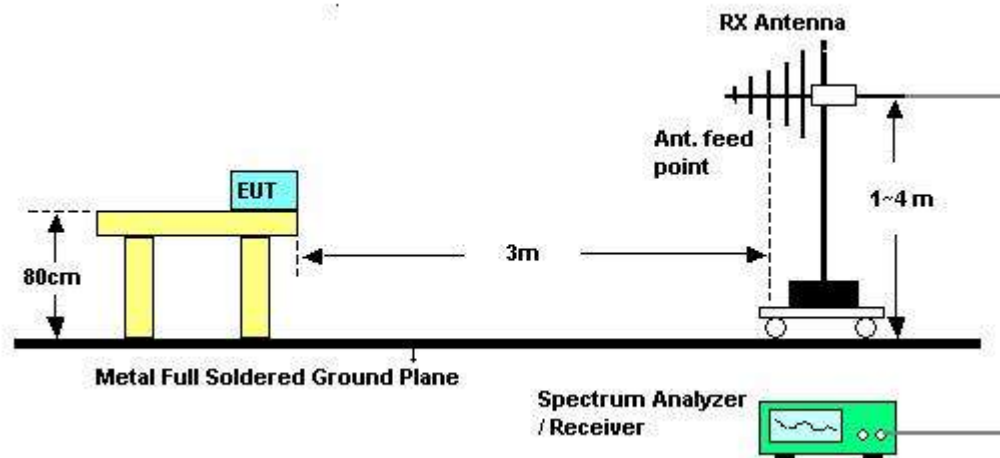 RX Antenna
Ant. feed
point
EUT
1~4 m
3m
80cm
Metal Full Soldered Ground Plane
Spectrum Analyzer
/ Receiver